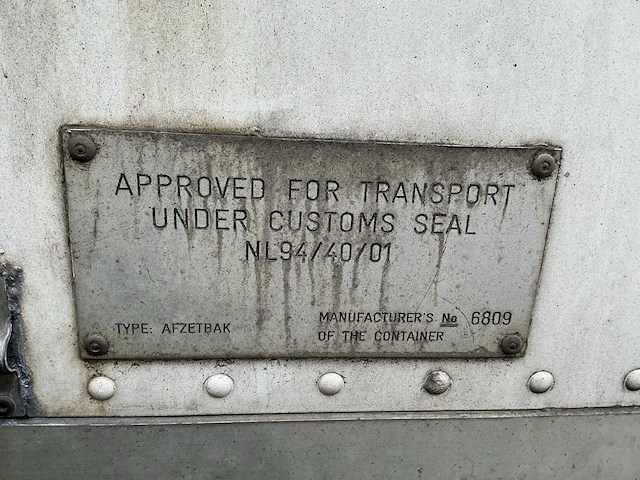 APPROVED FOR TRANSPORT
UNDER CUSTOMS SEAL
NL94/40/01
TYPE: AFZETBAK
MANUFACTURER'S No 6809
OF THE CONTAINER